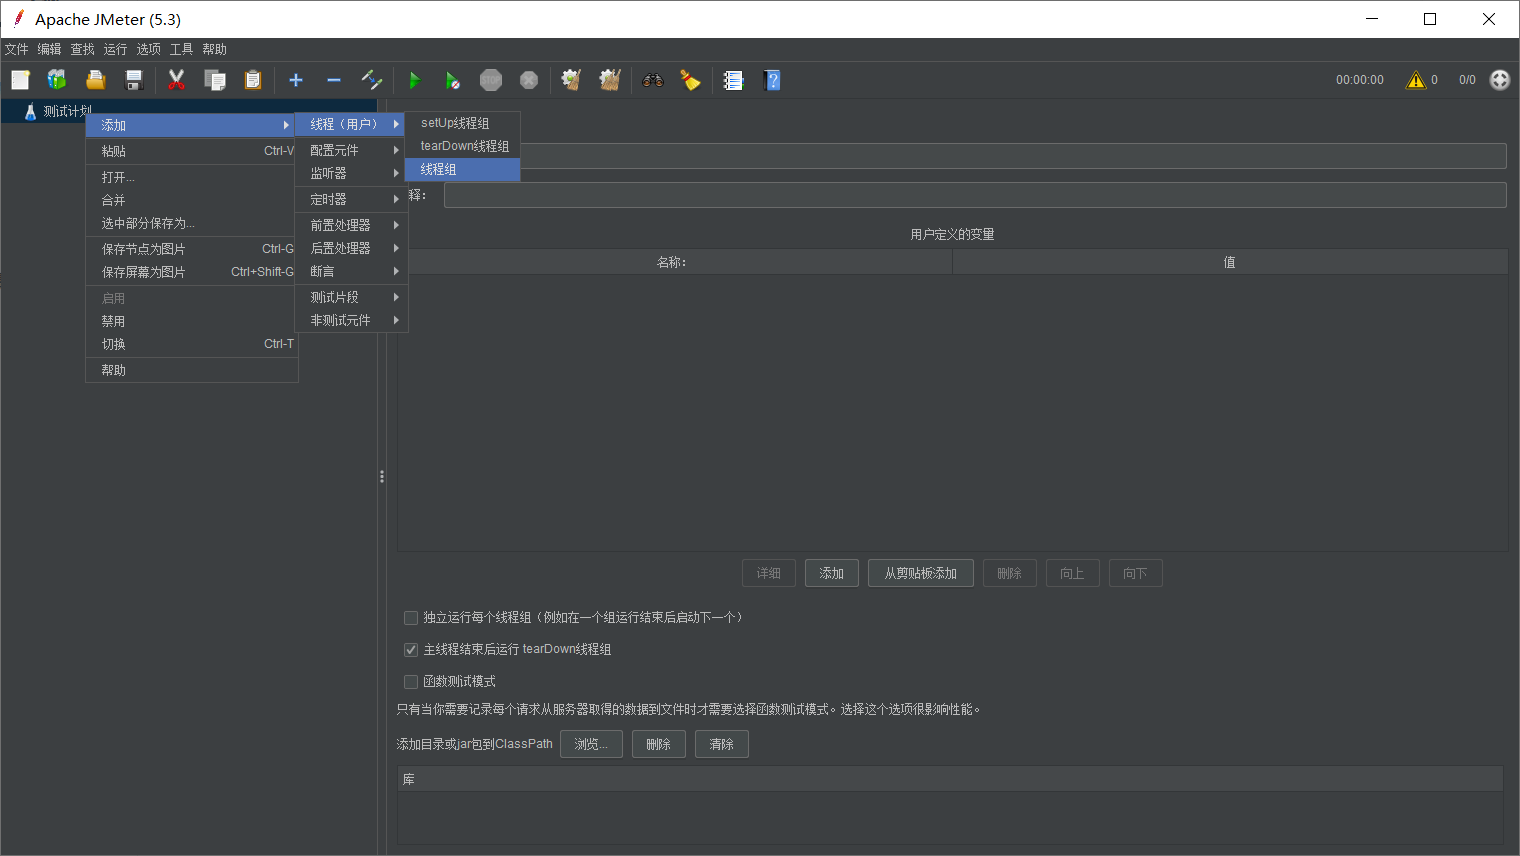 Apache JMeter (5.3)
文件 编辑 查找 运行 选项 工具 帮助
STOP
00:00:00 0 0/0
测试计划
添加
粘贴 Ctrl-V
打开...
合并
选中部分保存为...
保存节点为图片 Ctrl-G
保存屏幕为图片 Ctrl+Shift-G
启用
禁用
切换 Ctrl-T
帮助
线程（用户）
配置元件
监听器
定时器
前置处理器
后置处理器
断言
测试片段
非测试元件
setUp线程组
tearDown线程组
线程组
释：
用户定义的变量
名称： 值
详细 添加 从剪贴板添加 删除 向上 向下
独立运行每个线程组（例如在一个组运行结束后启动下一个）
主线程结束后运行 tearDown线程组
函数测试模式
只有当你需要记录每个请求从服务器取得的数据到文件时才需要选择函数测试模式。选择这个选项很影响性能。
添加目录或jar包到ClassPath 浏览... 删除 清除
库